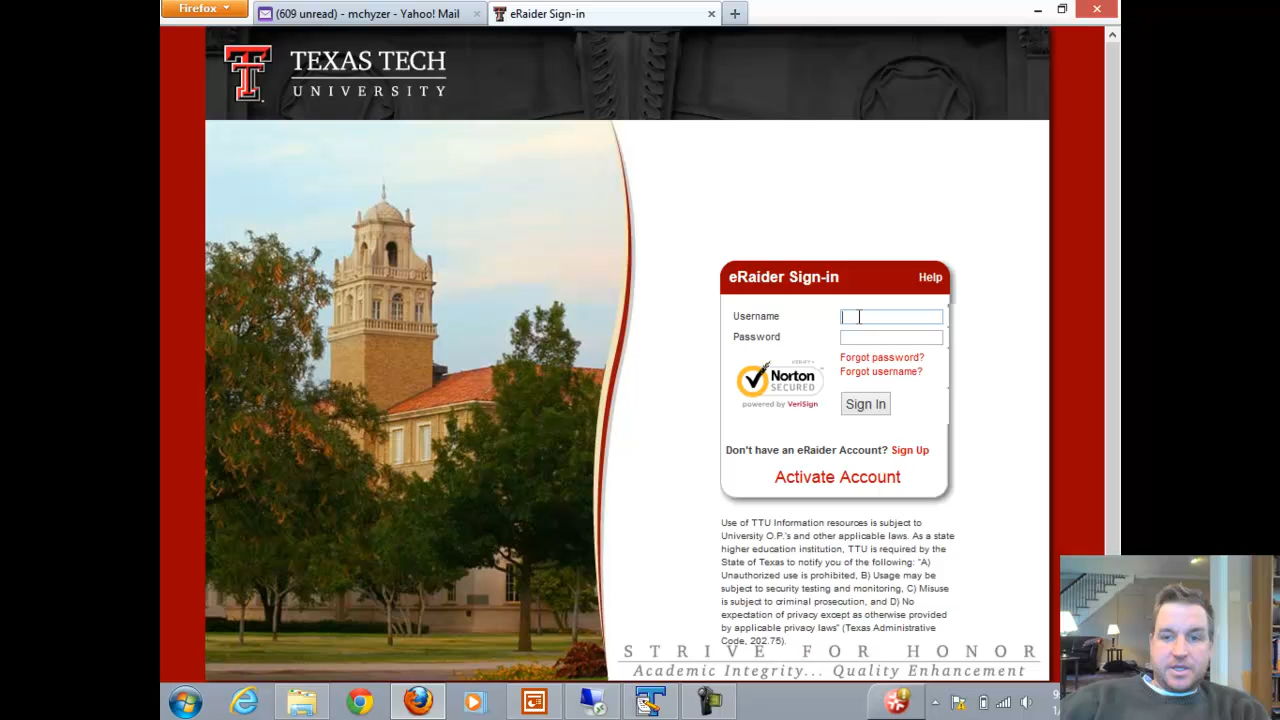 Firefox
(609 unread) - mchyzer - Yahoo! Mail
eRaider Sign-in
TEXAS TECH
UNIVERSITY
eRaider Sign-in Help
Username
Password
Forgot password?
Forgot username?
Norton
SECURED
powered by VeriSign
Sign In
Don't have an eRaider Account? Sign Up
Activate Account
Use of TTU Information resources is subject to
University O.P.'s and other applicable laws. As a state
higher education institution, TTU is required by the
State of Texas to notify you of the following: "A)
Unauthorized use is prohibited, B) Usage may be
subject to security testing and monitoring, C) Misuse
is subject to criminal prosecution, and D) No
expectation of privacy except as otherwise provided
by applicable privacy laws" (Texas Administrative
Code, 202.75).
STRIVE FOR HONOR
Academic Integrity... Quality Enhancement